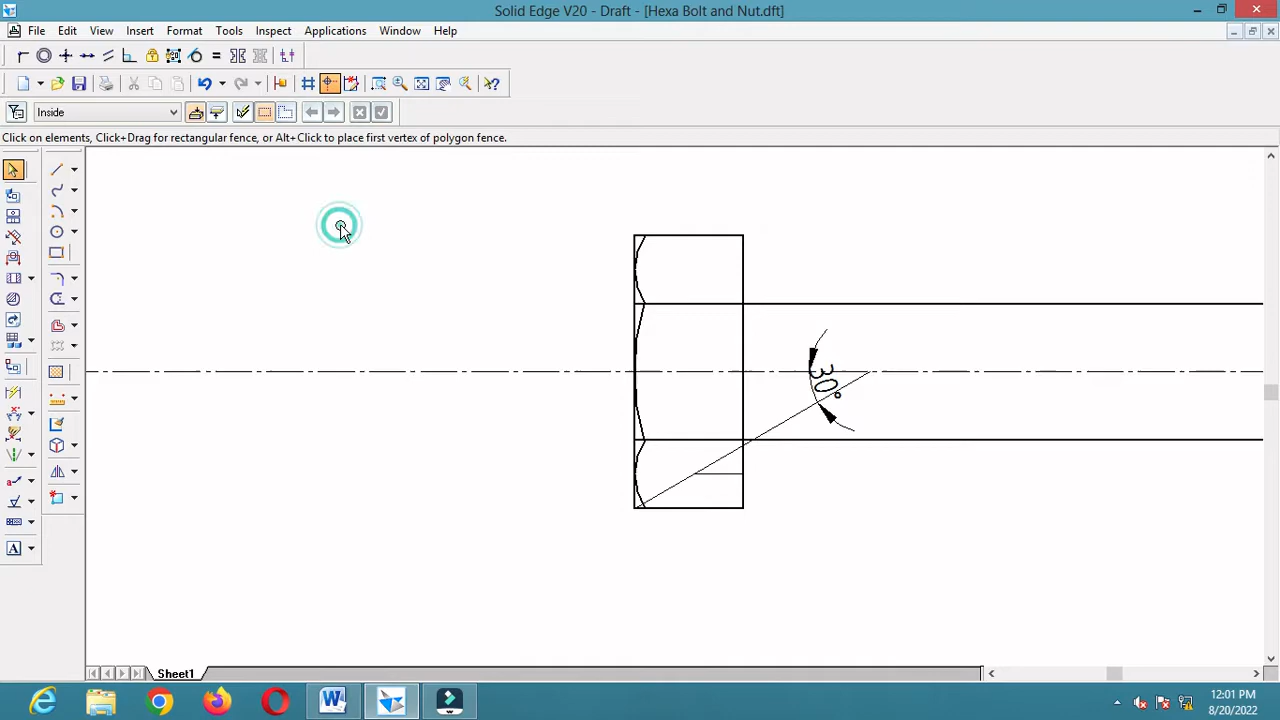 Solid Edge V20 - Draft - [Hexa Bolt and Nut.dft]
File Edit View Insert Format Tools Inspect Applications Window Help
Inside
Click on elements, Click+Drag for rectangular fence, or Alt+Click to place first vertex of polygon fence.
30°
A
Sheet1
12:01 PM
8/20/2022